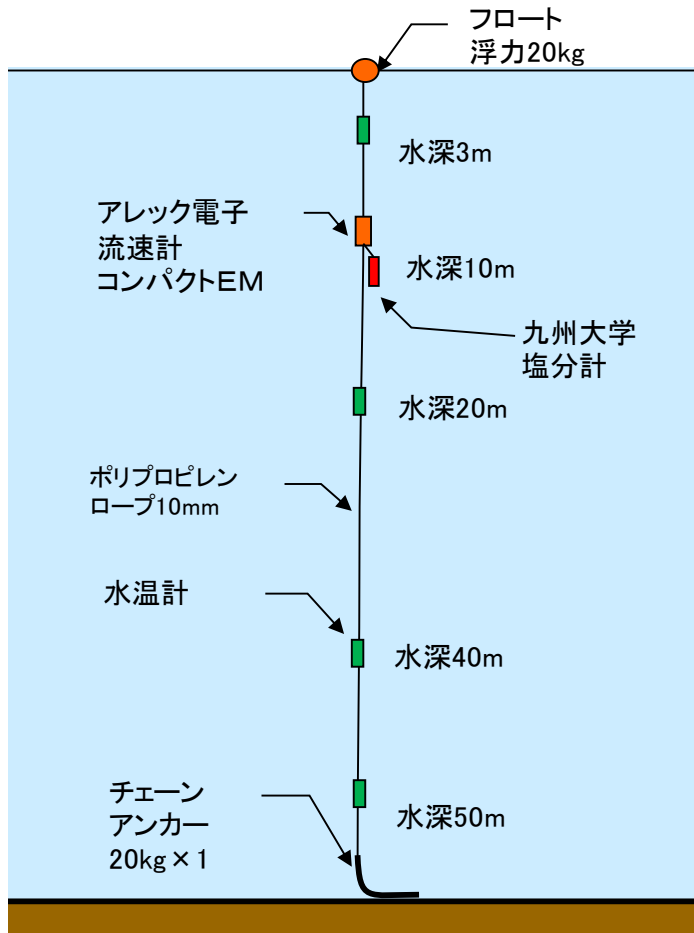 フロート
浮力20kg
水深3m
アレック電子
流速計
コンパクトEM
水深10m
九州大学
塩分計
水深20m
ポリプロピレン
ロープ10mm
水温計
水深40m
チェーン
アンカー
20kg×1
水深50m